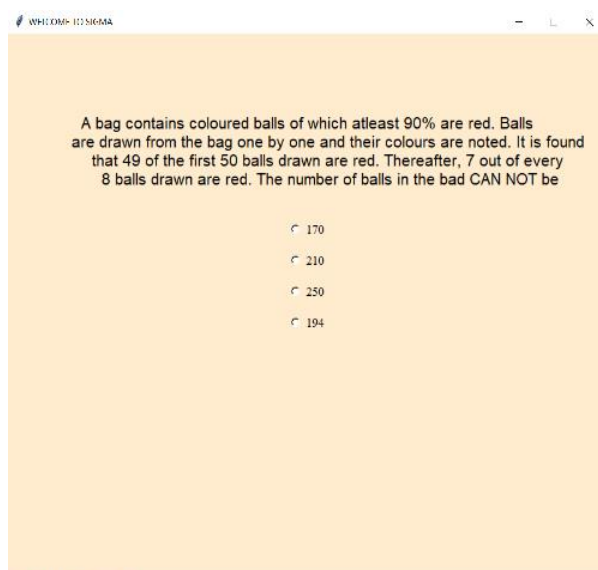 WELCOME TO SIGMA
A bag contains coloured balls of which atleast 90% are red. Balls
are drawn from the bag one by one and their colours are noted. It is found
that 49 of the first 50 balls drawn are red. Thereafter, 7 out of every
8 balls drawn are red. The number of balls in the bad CAN NOT be
170
210
250
194